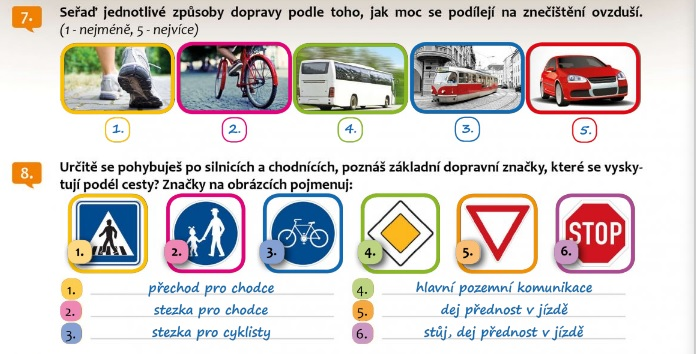 7.
Seřaď jednotlivé způsoby dopravy podle toho, jak moc se podílejí na znečištění ovzduší.
(1 - nejméně, 5 - nejvíce)
1. 2. 4. 3. 5.
8.
Určitě se pohybuješ po silnicích a chodnících, poznáš základní dopravní značky, které se vysky-
tují podél cesty? Značky na obrázcích pojmenuj:
STOP
1. 2. 3. 4. 5. 6.
1. přechod pro chodce
2. stezka pro chodce
3. stezka pro cyklisty
4. hlavní pozemní komunikace
5. dej přednost v jízdě
6. stůj, dej přednost v jízdě